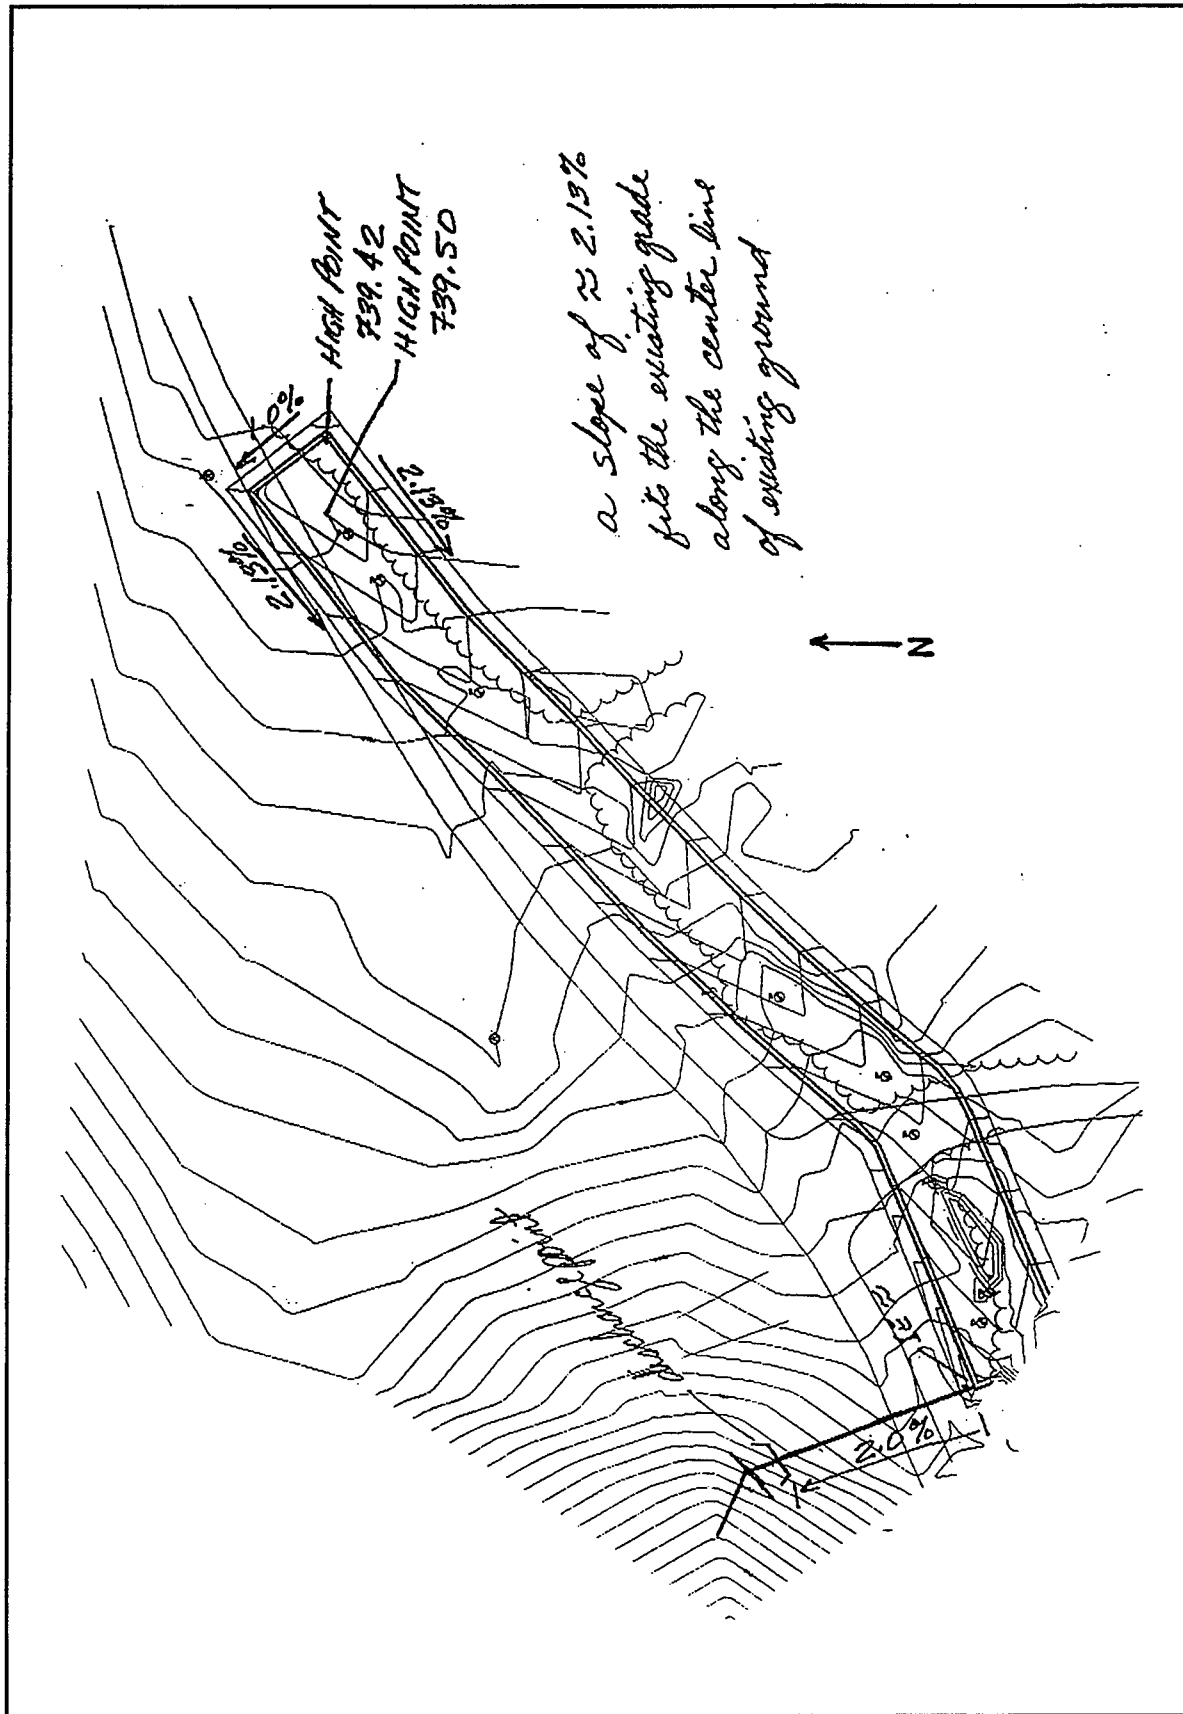 HIGH POINT
739.42
HIGH POINT
739.50
a slope of ≈ 2.13%
fits the existing grade
along the center line
of existing ground
0%
2.13%
2.13%
N
2.0%